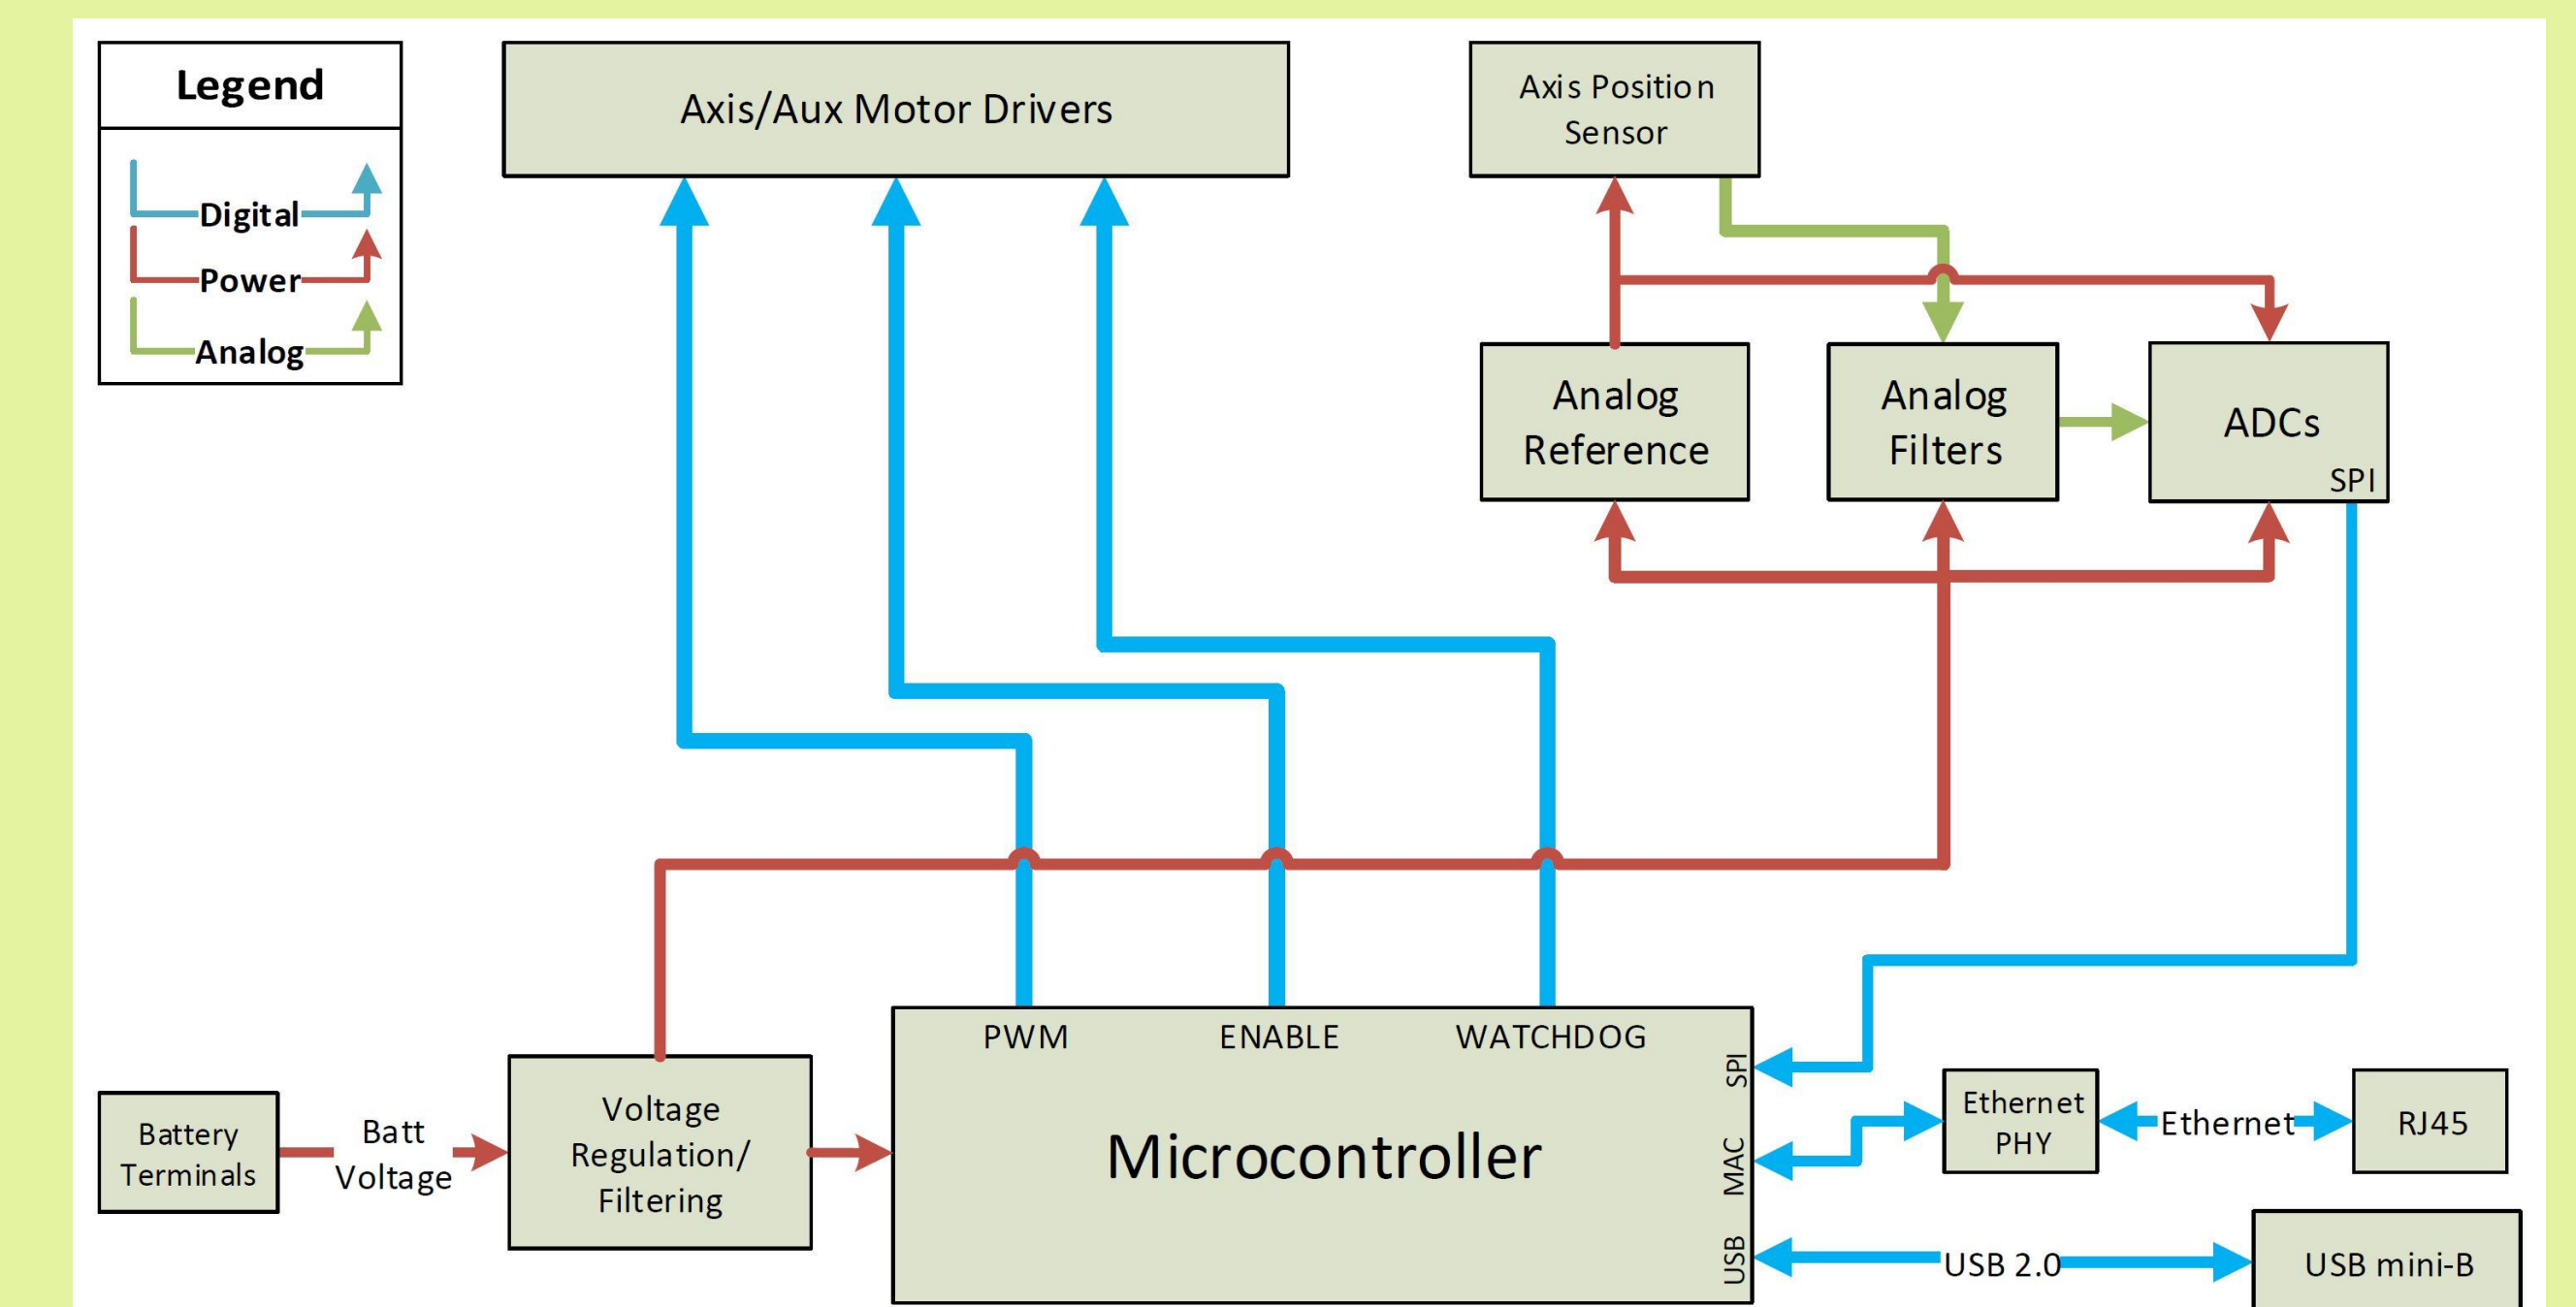 Legend
Digital
Power
Analog
Axis/Aux Motor Drivers
Axis Position
Sensor
Analog
Reference
Analog
Filters
ADCs
SPI
Battery
Terminals
Batt
Voltage
Voltage
Regulation/
Filtering
PWM
ENABLE
WATCHDOG
Microcontroller
SPI
MAC
USB
Ethernet
PHY
Ethernet
RJ45
USB 2.0
USB mini-B